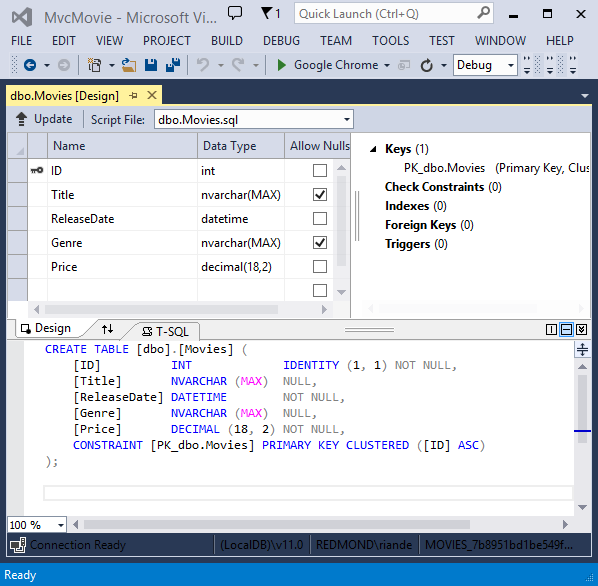 MvcMovie - Microsoft Vi... 1 Quick Launch (Ctrl+Q)
FILE EDIT VIEW PROJECT BUILD DEBUG TEAM TOOLS TEST WINDOW HELP
Google Chrome Debug
dbo.Movies [Design]
Update Script File: dbo.Movies.sql
Name Data Type Allow Nulls
ID int
Title nvarchar(MAX)
ReleaseDate datetime
Genre nvarchar(MAX)
Price decimal(18,2)
Keys (1)
PK_dbo.Movies (Primary Key, Clus
Check Constraints (0)
Indexes (0)
Foreign Keys (0)
Triggers (0)
Design T-SQL
CREATE TABLE [dbo].[Movies] (
[ID] INT IDENTITY (1, 1) NOT NULL,
[Title] NVARCHAR (MAX) NULL,
[ReleaseDate] DATETIME NOT NULL,
[Genre] NVARCHAR (MAX) NULL,
[Price] DECIMAL (18, 2) NOT NULL,
CONSTRAINT [PK_dbo.Movies] PRIMARY KEY CLUSTERED ([ID] ASC)
);
100 %
Connection Ready (LocalDB)\v11.0 REDMOND\riande MOVIES_7b8951bd1be549f...
Ready